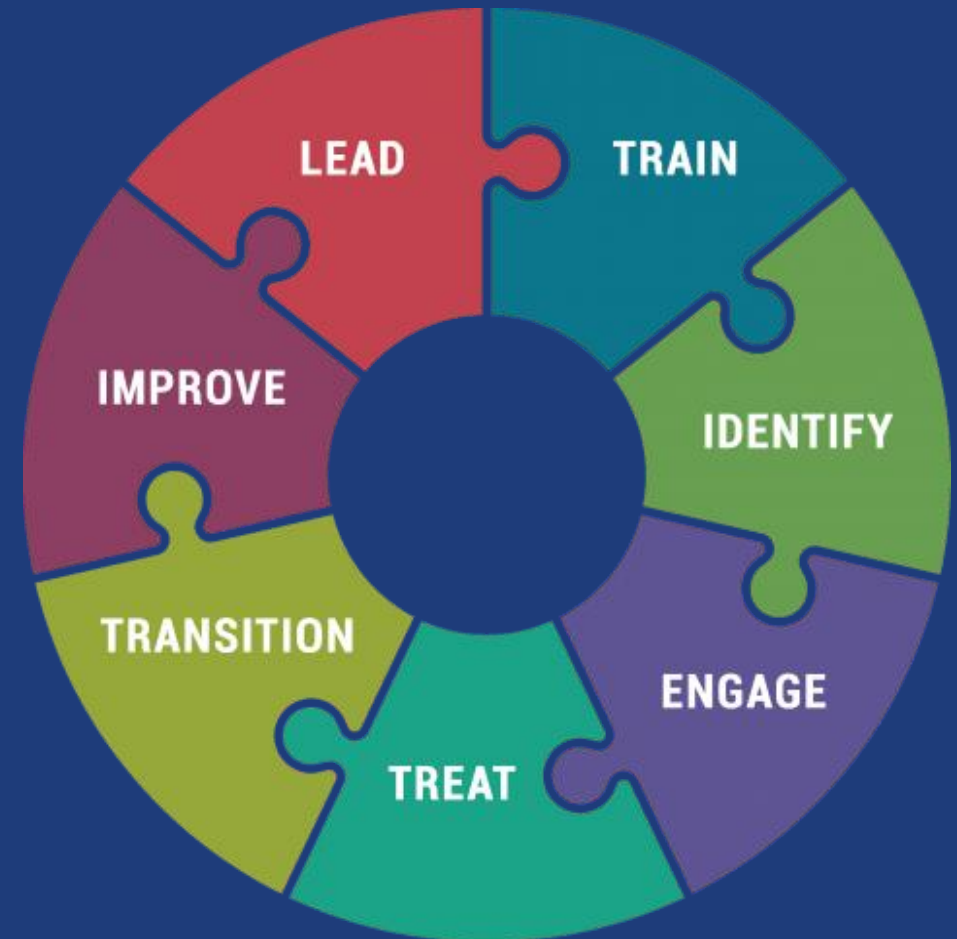 LEAD
TRAIN
IDENTIFY
ENGAGE
TREAT
TRANSITION
IMPROVE